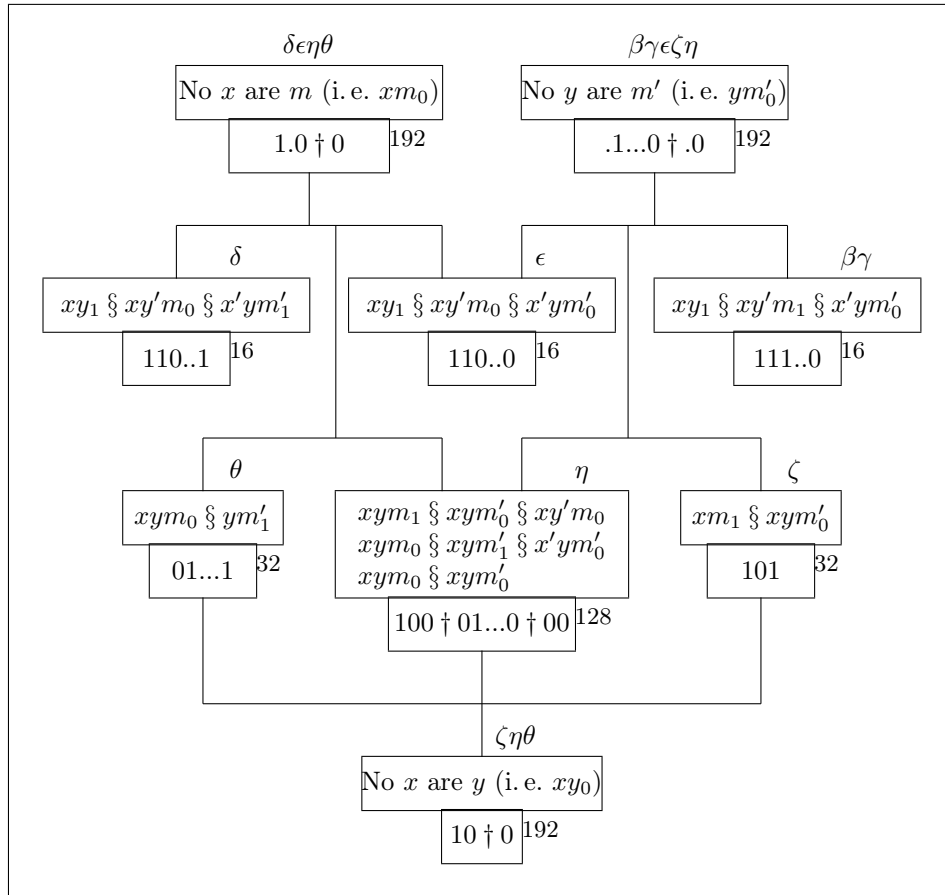 δϵηθ βγϵζη
No x are m (i. e. xm₀) No y are m′ (i. e. ym′₀)
1.0 † 0 192 .1...0 † .0 192
δ ϵ βγ
xy₁ § xy′m₀ § x′ym′₁ xy₁ § xy′m₀ § x′ym′₀ xy₁ § xy′m₁ § x′ym′₀
110..1 16 110..0 16 111..0 16
θ η ζ
xym₁ § xym′₀ § xy′m₀
xym₀ § ym′₁ xym₀ § xym′₁ § x′ym′₀ xm₁ § xym′₀
xym₀ § xym′₀
01...1 32 101 32
100 † 01...0 † 00 128
ζηθ
No x are y (i. e. xy₀)
10 † 0 192